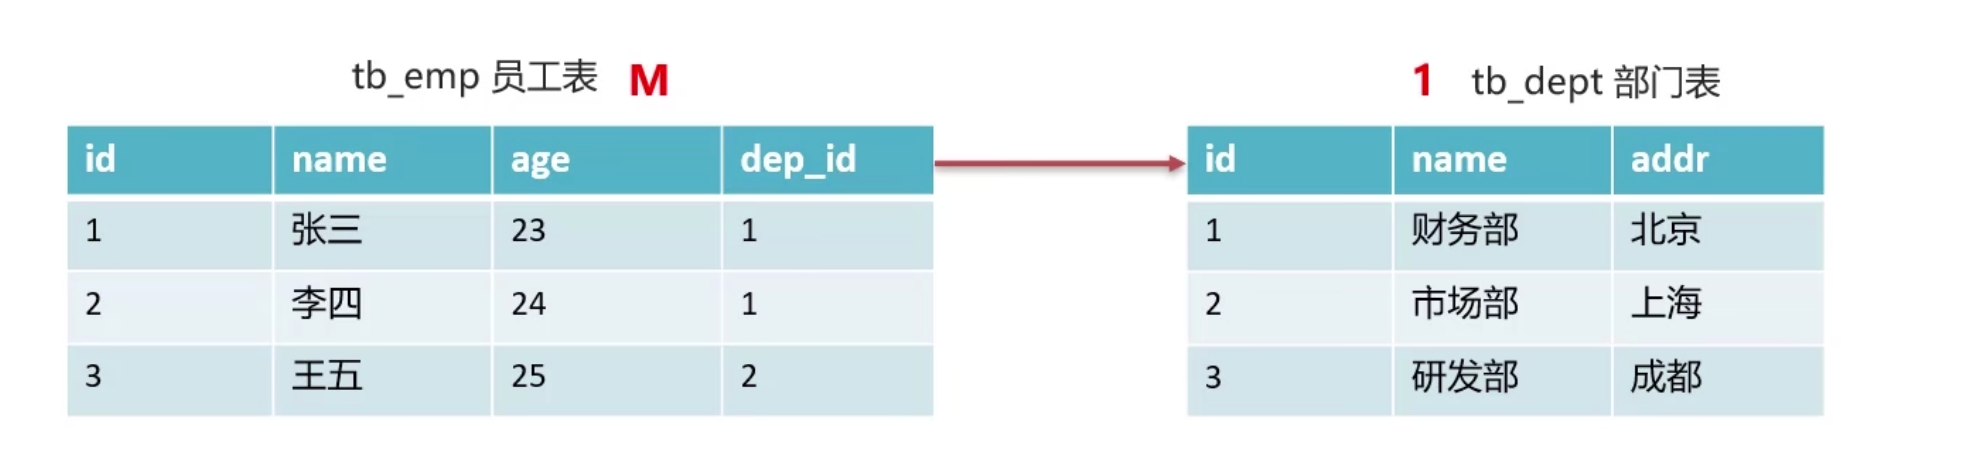 tb_emp 员工表 M
id name age dep_id
1 张三 23 1
2 李四 24 1
3 王五 25 2
1 tb_dept 部门表
id name addr
1 财务部 北京
2 市场部 上海
3 研发部 成都